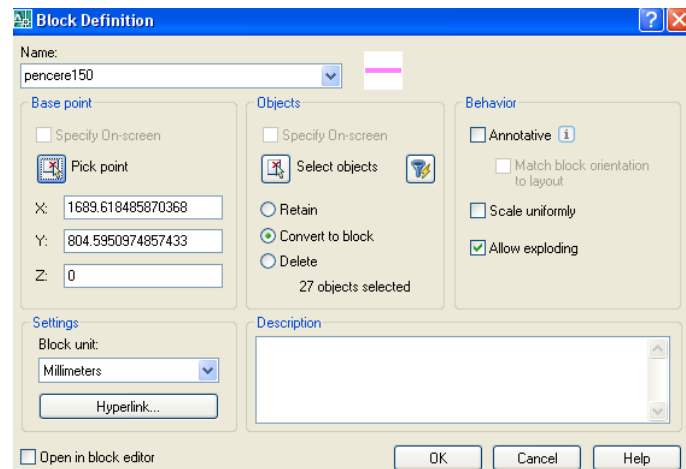 Block Definition
Name:
pencere150
Base point
Specify On-screen
Pick point
X: 1689.618485870368
Y: 804.5950974857433
Z: 0
Objects
Specify On-screen
Select objects
Retain
Convert to block
Delete
27 objects selected
Behavior
Annotative
Match block orientation
to layout
Scale uniformly
Allow exploding
Settings
Block unit:
Millimeters
Hyperlink...
Description
Open in block editor
OK
Cancel
Help